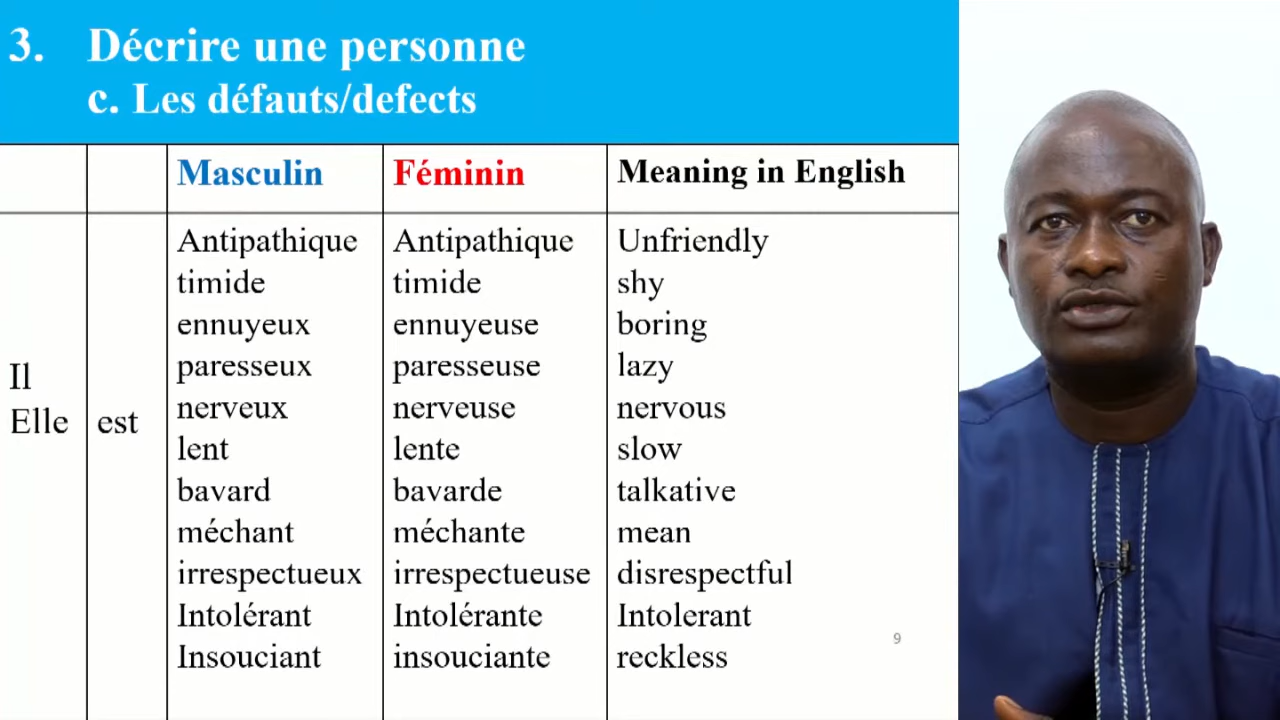 3. Décrire une personne
c. Les défauts/defects
Masculin Féminin Meaning in English
Antipathique Antipathique Unfriendly
timide timide shy
ennuyeux ennuyeuse boring
paresseux paresseuse lazy
Il
nerveux nerveuse nervous
Elle est
lent lente slow
bavard bavarde talkative
méchant méchante mean
irrespectueux irrespectueuse disrespectful
Intolérant Intolérante Intolerant
9
Insouciant insouciante reckless